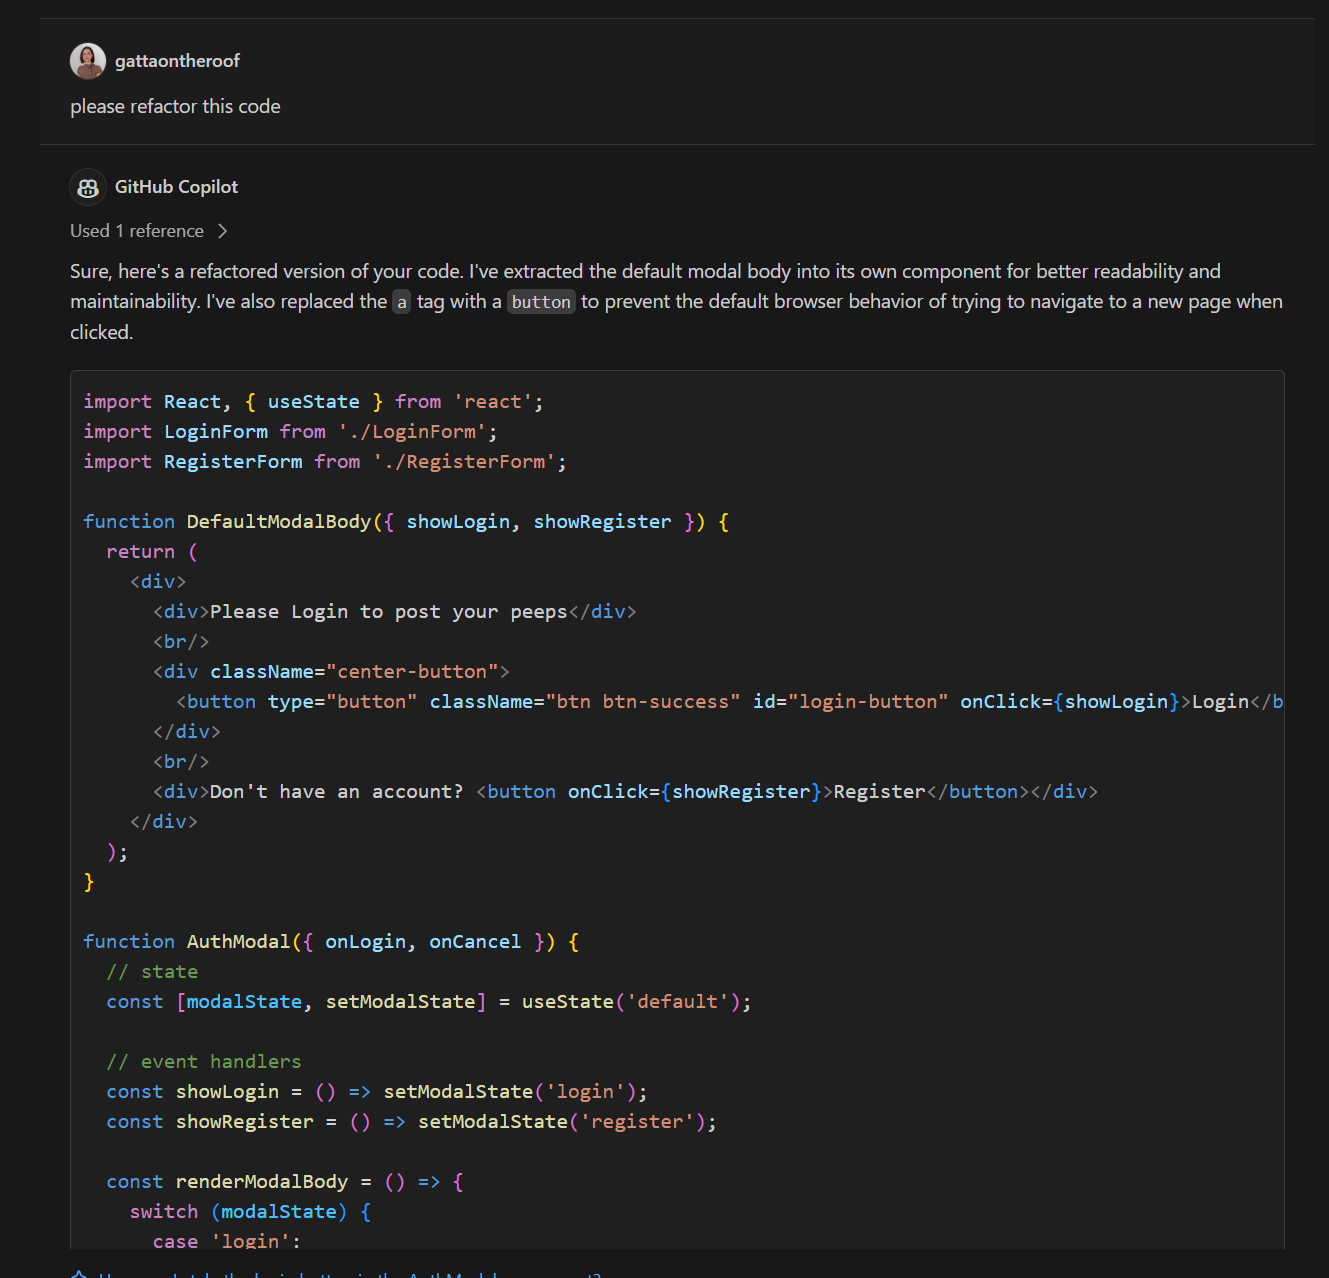 gattaontheroof
please refactor this code
GitHub Copilot
Used 1 reference
Sure, here's a refactored version of your code. I've extracted the default modal body into its own component for better readability and
maintainability. I've also replaced the a tag with a button to prevent the default browser behavior of trying to navigate to a new page when
clicked.
import React, { useState } from 'react';
import LoginForm from './LoginForm';
import RegisterForm from './RegisterForm';
function DefaultModalBody({ showLogin, showRegister }) {
return (
<div>
<div>Please Login to post your peeps</div>
<br/>
<div className="center-button">
<button type="button" className="btn btn-success" id="login-button" onClick={showLogin}>Login</b
</div>
<br/>
<div>Don't have an account? <button onClick={showRegister}>Register</button></div>
</div>
);
}
function AuthModal({ onLogin, onCancel }) {
// state
const [modalState, setModalState] = useState('default');
// event handlers
const showLogin = () => setModalState('login');
const showRegister = () => setModalState('register');
const renderModalBody = () => {
switch (modalState) {
case 'login':